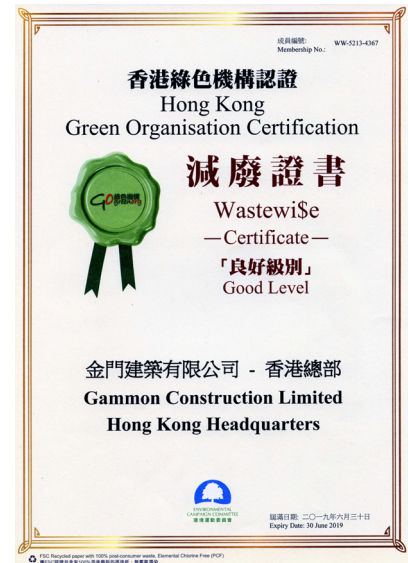 成員編號:
Membership No.: WW-5213-4367
香港綠色機構認證
Hong Kong
Green Organisation Certification
減廢證書
Wastewi$e
—Certificate—
「良好級別」
Good Level
金門建築有限公司 - 香港總部
Gammon Construction Limited
Hong Kong Headquarters
ENVIRONMENTAL
CAMPAIGN COMMITTEE
環境運動委員會
屆滿日期: 二〇一九年六月三十日
Expiry Date: 30 June 2019
FSC Recycled paper with 100% post-consumer waste, Elemental Chlorine Free (PCF)